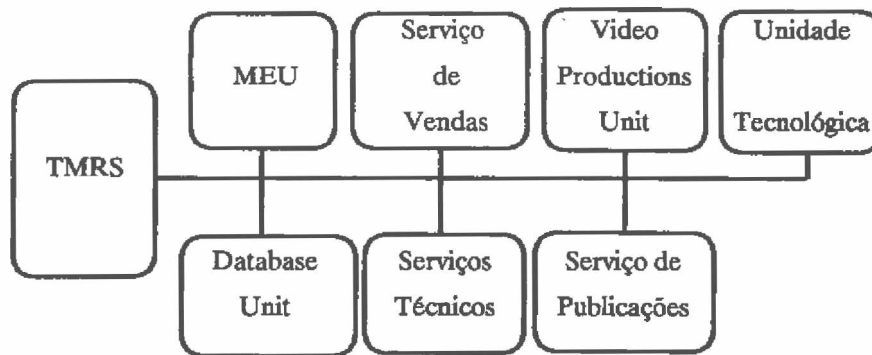 TMRS
MEU
Serviço
de
Vendas
Video
Productions
Unit
Unidade
Tecnológica
Database
Unit
Serviços
Técnicos
Serviço de
Publicações